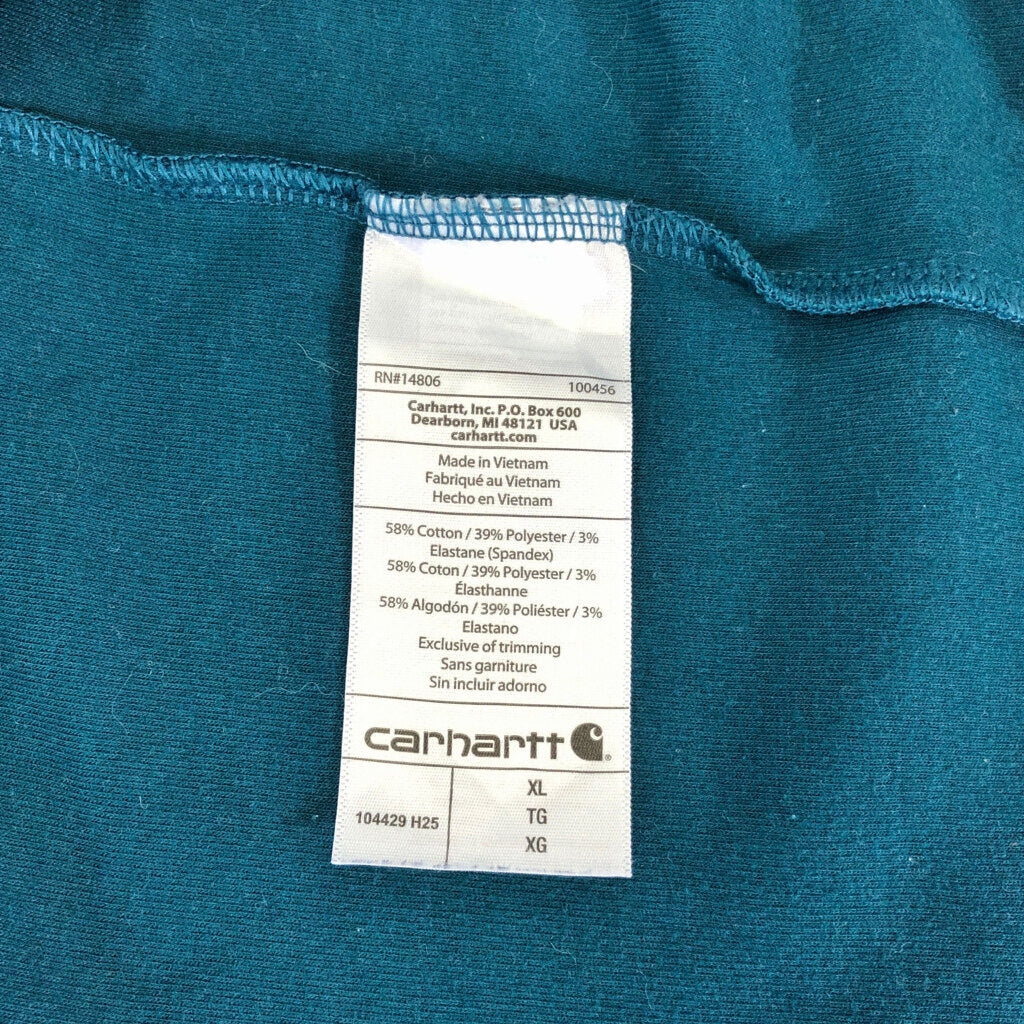 RN#14806 100456
Carhartt, Inc. P.O. Box 600
Dearborn, MI 48121 USA
carhartt.com
Made in Vietnam
Fabriqué au Vietnam
Hecho en Vietnam
58% Cotton / 39% Polyester / 3%
Elastane (Spandex)
58% Coton / 39% Polyester / 3%
Élasthanne
58% Algodón / 39% Poliéster / 3%
Elastano
Exclusive of trimming
Sans garniture
Sin incluir adorno
carhartt
®
104429 H25
XL
TG
XG